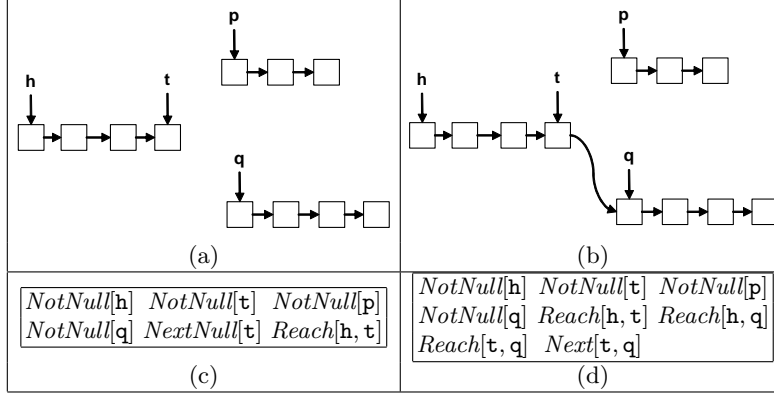 p
h
t
q
(a)
p
h
t
q
(b)
NotNull[h] NotNull[t] NotNull[p]
NotNull[q] NextNull[t] Reach[h, t]
(c)
NotNull[h] NotNull[t] NotNull[p]
NotNull[q] Reach[h, t] Reach[h, q]
Reach[t, q] Next[t, q]
(d)